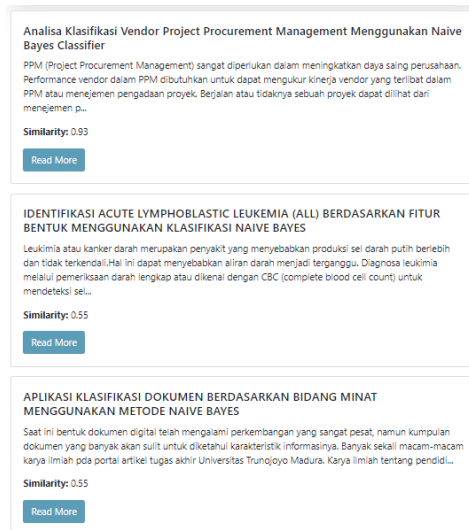 Analisa Klasifikasi Vendor Project Procurement Management Menggunakan Naive
Bayes Classifier
PPM (Project Procurement Management) sangat diperlukan dalam meningkatkan daya saing perusahaan.
Performance vendor dalam PPM dibutuhkan untuk dapat mengukur kinerja vendor yang terlibat dalam
PPM atau menejemen pengadaan proyek. Berjalan atau tidaknya sebuah proyek dapat dilihat dari
menejemen p...
Similarity: 0.93
Read More
IDENTIFIKASI ACUTE LYMPHOBLASTIC LEUKEMIA (ALL) BERDASARKAN FITUR
BENTUK MENGGUNAKAN KLASIFIKASI NAIVE BAYES
Leukimia atau kanker darah merupakan penyakit yang menyebabkan produksi sel darah putih berlebih
dan tidak terkendali.Hal ini dapat menyebabkan aliran darah menjadi terganggu. Diagnosa leukimia
melalui pemeriksaan darah lengkap atau dikenal dengan CBC (complete blood cell count) untuk
mendeteksi sel...
Similarity: 0.55
Read More
APLIKASI KLASIFIKASI DOKUMEN BERDASARKAN BIDANG MINAT
MENGGUNAKAN METODE NAIVE BAYES
Saat ini bentuk dokumen digital telah mengalami perkembangan yang sangat pesat, namun kumpulan
dokumen yang banyak akan sulit untuk diketahui karakteristik informasinya. Banyak sekali macam-macam
karya ilmiah pda portal artikel tugas akhir Universitas Trunojoyo Madura. Karya Ilmiah tentang pendidi...
Similarity: 0.55
Read More